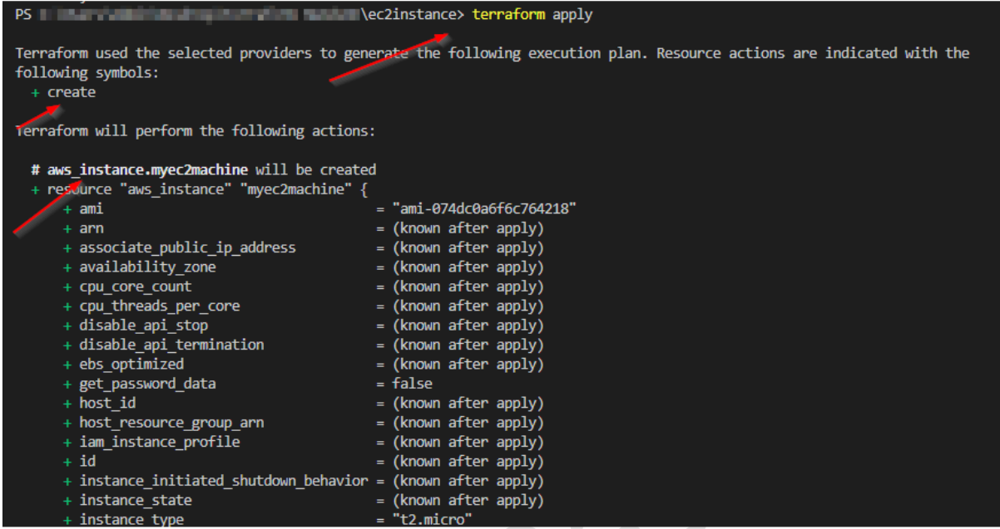 PS \ec2instance> terraform apply
Terraform used the selected providers to generate the following execution plan. Resource actions are indicated with the
following symbols:
+ create
Terraform will perform the following actions:
# aws_instance.myec2machine will be created
+ resource "aws_instance" "myec2machine" {
+ ami = "ami-074dc0a6f6c764218"
+ arn = (known after apply)
+ associate_public_ip_address = (known after apply)
+ availability_zone = (known after apply)
+ cpu_core_count = (known after apply)
+ cpu_threads_per_core = (known after apply)
+ disable_api_stop = (known after apply)
+ disable_api_termination = (known after apply)
+ ebs_optimized = (known after apply)
+ get_password_data = false
+ host_id = (known after apply)
+ host_resource_group_arn = (known after apply)
+ iam_instance_profile = (known after apply)
+ id = (known after apply)
+ instance_initiated_shutdown_behavior = (known after apply)
+ instance_state = (known after apply)
+ instance_type = "t2.micro"